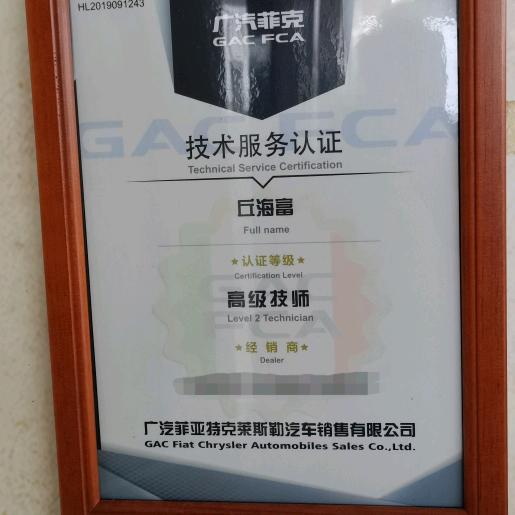 HL2019091243
广汽菲克
GAC FCA
GAC FCA
技术服务认证
Technical Service Certification
丘海富
Full name
★认证等级★
Certification Level
高级技师
Level 2 Technician
★经 销 商★
Dealer
广汽菲亚特克莱斯勒汽车销售有限公司
GAC Fiat Chrysler Automobiles Sales Co.,Ltd.